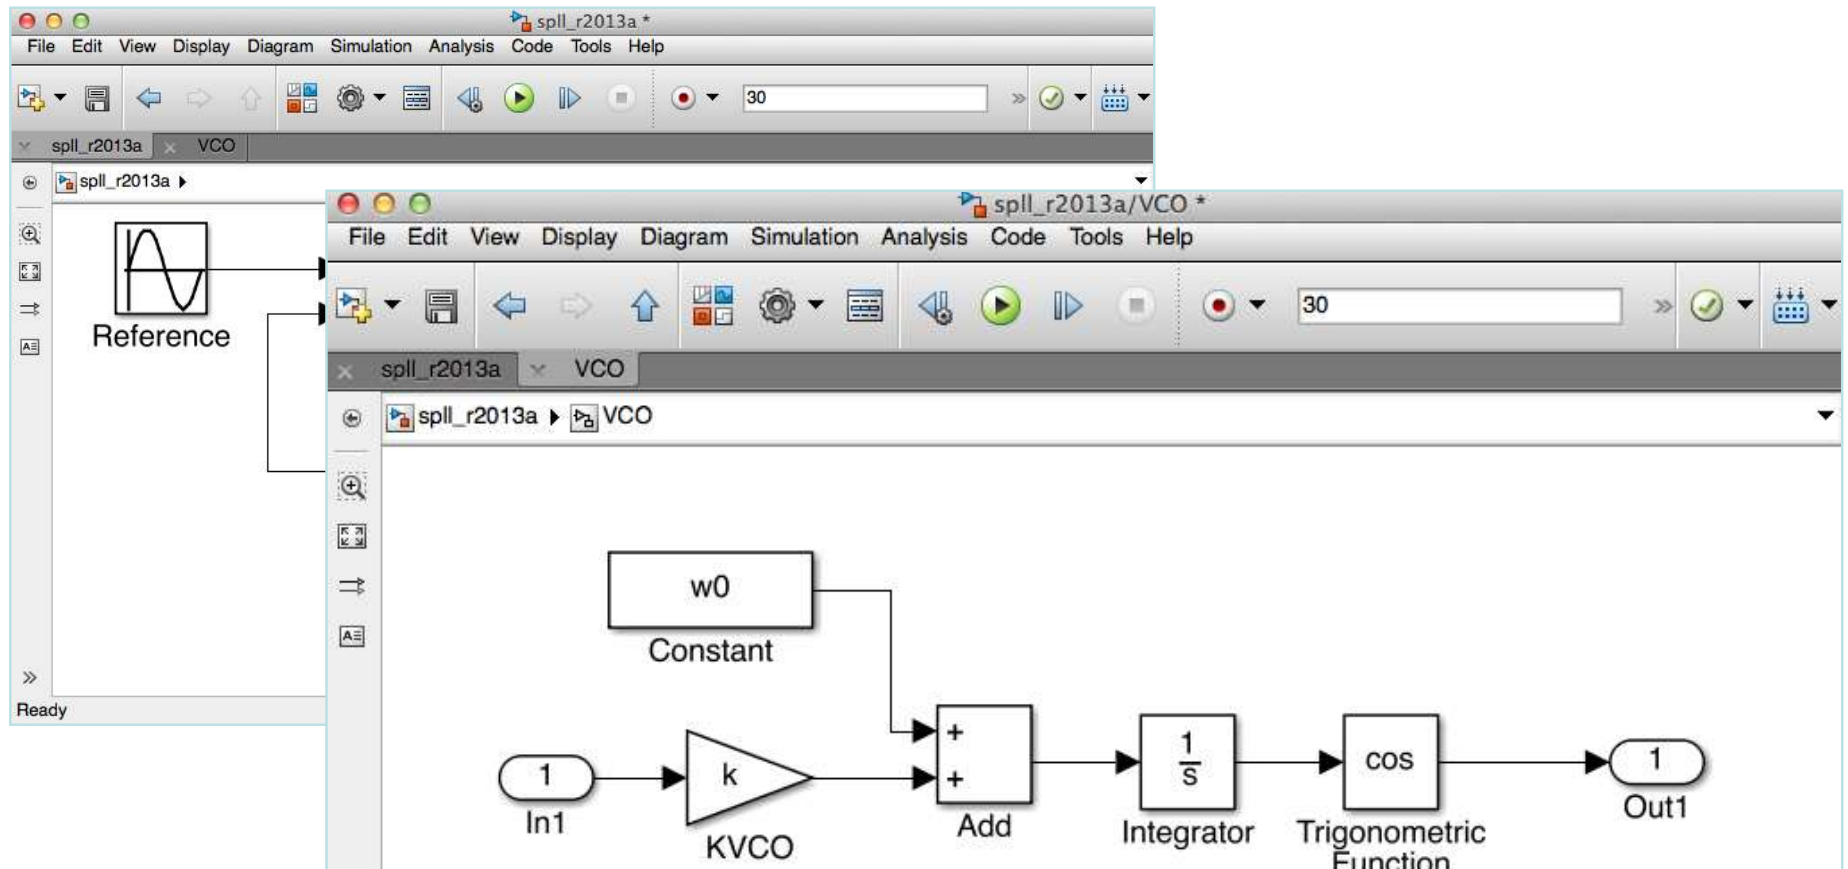 spll_r2013a *
File Edit View Display Diagram Simulation Analysis Code Tools Help
30
spll_r2013a VCO
spll_r2013a
Reference
Ready
spll_r2013a/VCO *
File Edit View Display Diagram Simulation Analysis Code Tools Help
30
spll_r2013a VCO
spll_r2013a VCO
w0
Constant
+
+
1
In1
k
KVCO
Add
1
s
Integrator
cos
Trigonometric
Function
1
Out1